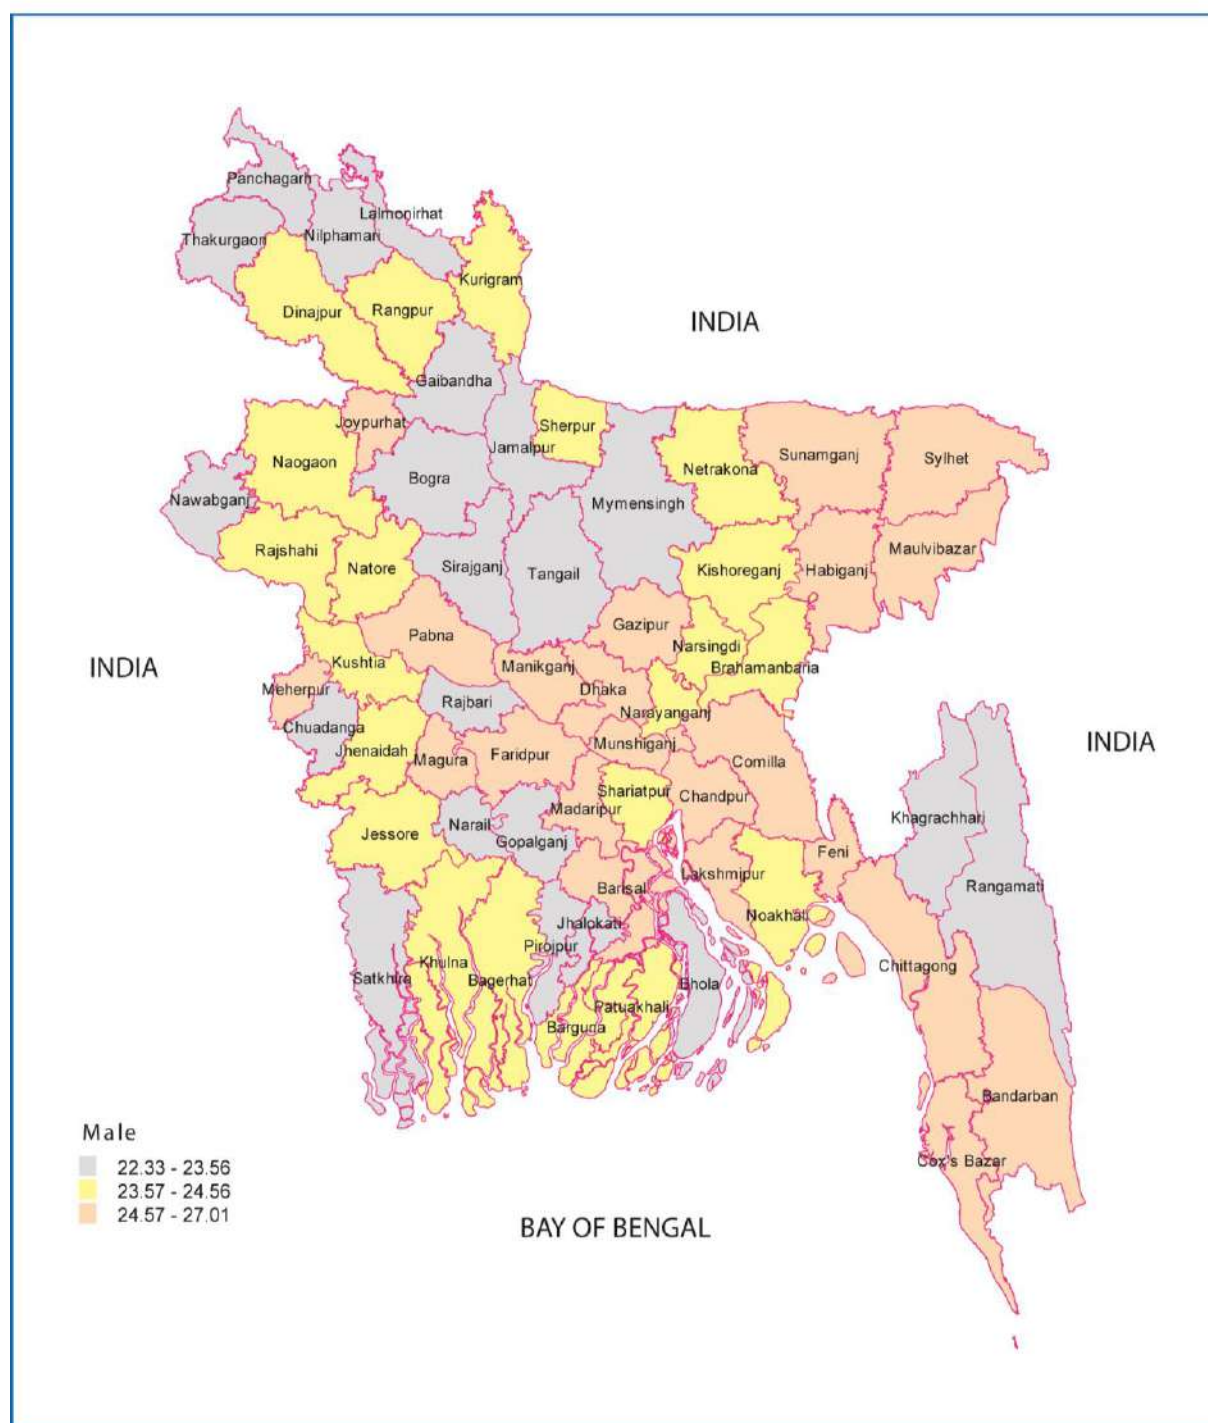 Panchagarh
Lalmonirhat
Thakurgaon
Nilphamari
Kurigram
Dinajpur
Rangpur
INDIA
Gaibandha
Joypurhat
Sherpur
Jamalpur
Naogaon
Sunamganj
Sylhet
Netrakona
Bogra
Nawabganj
Mymensingh
Rajshahi
Natore
Sirajganj
Tangail
Kishoreganj
Habiganj
Maulvibazar
Pabna
Gazipur
Narsingdi
INDIA
Kushtia
Manikganj
Brahamanbaria
Meherpur
Dhaka
Rajbari
Narayanganj
Chuadanga
Jhenaidah
Magura
Faridpur
Munshiganj
INDIA
Comilla
Shariatpur
Chandpur
Madaripur
Khagrachhari
Jessore
Narail
Gopalganj
Feni
Lakshmipur
Rangamati
Barisal
Noakhali
Jhalokati
Pirojpur
Khulna
Chittagong
Satkhira
Bagerhat
Bhola
Patuakhali
Barguna
Bandarban
Cox's Bazar
Male
22.33 - 23.56
23.57 - 24.56
24.57 - 27.01
BAY OF BENGAL